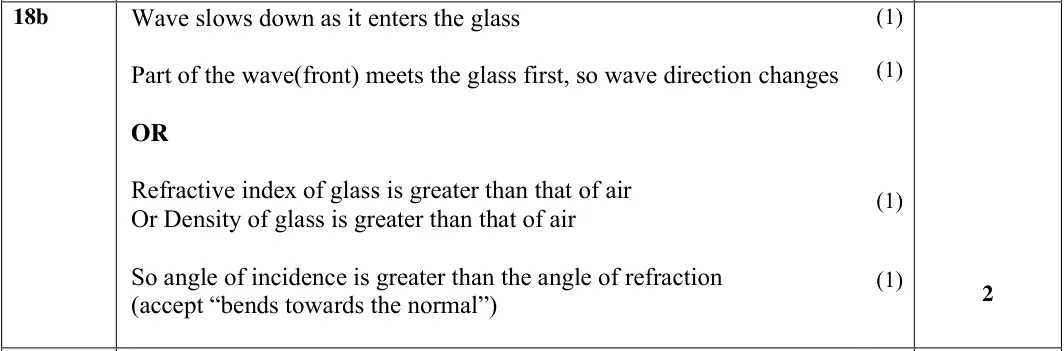 18b Wave slows down as it enters the glass (1)
Part of the wave(front) meets the glass first, so wave direction changes (1)
OR
Refractive index of glass is greater than that of air
Or Density of glass is greater than that of air (1)
So angle of incidence is greater than the angle of refraction (1)
(accept “bends towards the normal”) 2